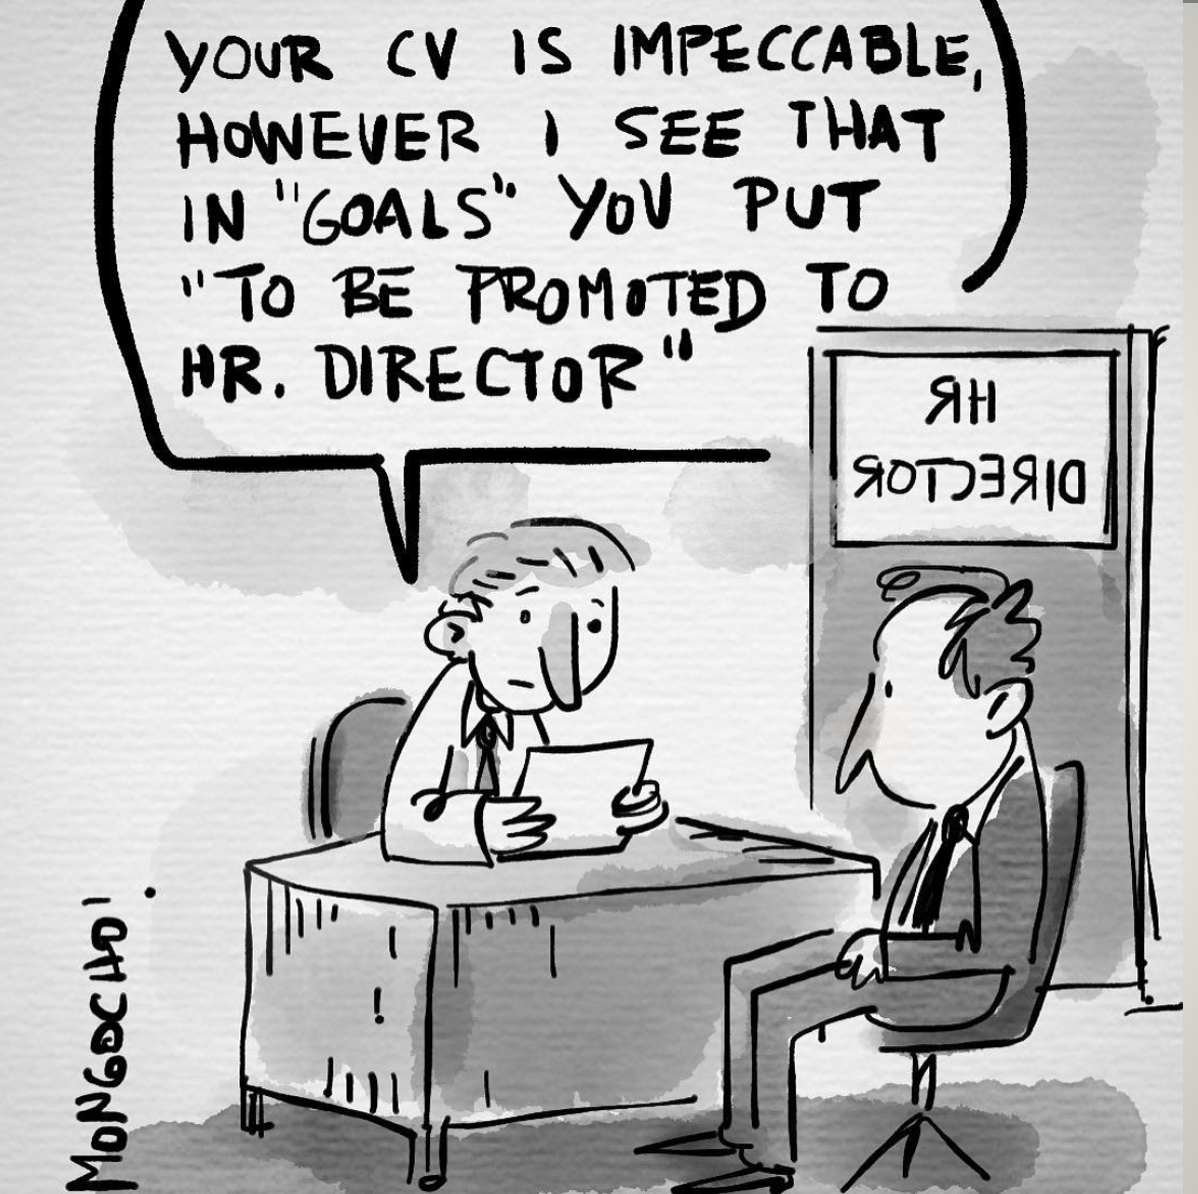 YOUR CV IS IMPECCABLE,
HOWEVER I SEE THAT
IN "GOALS" YOU PUT
"TO BE PROMOTED TO
HR. DIRECTOR"
HR
DIRECTOR
MONGOCHO!